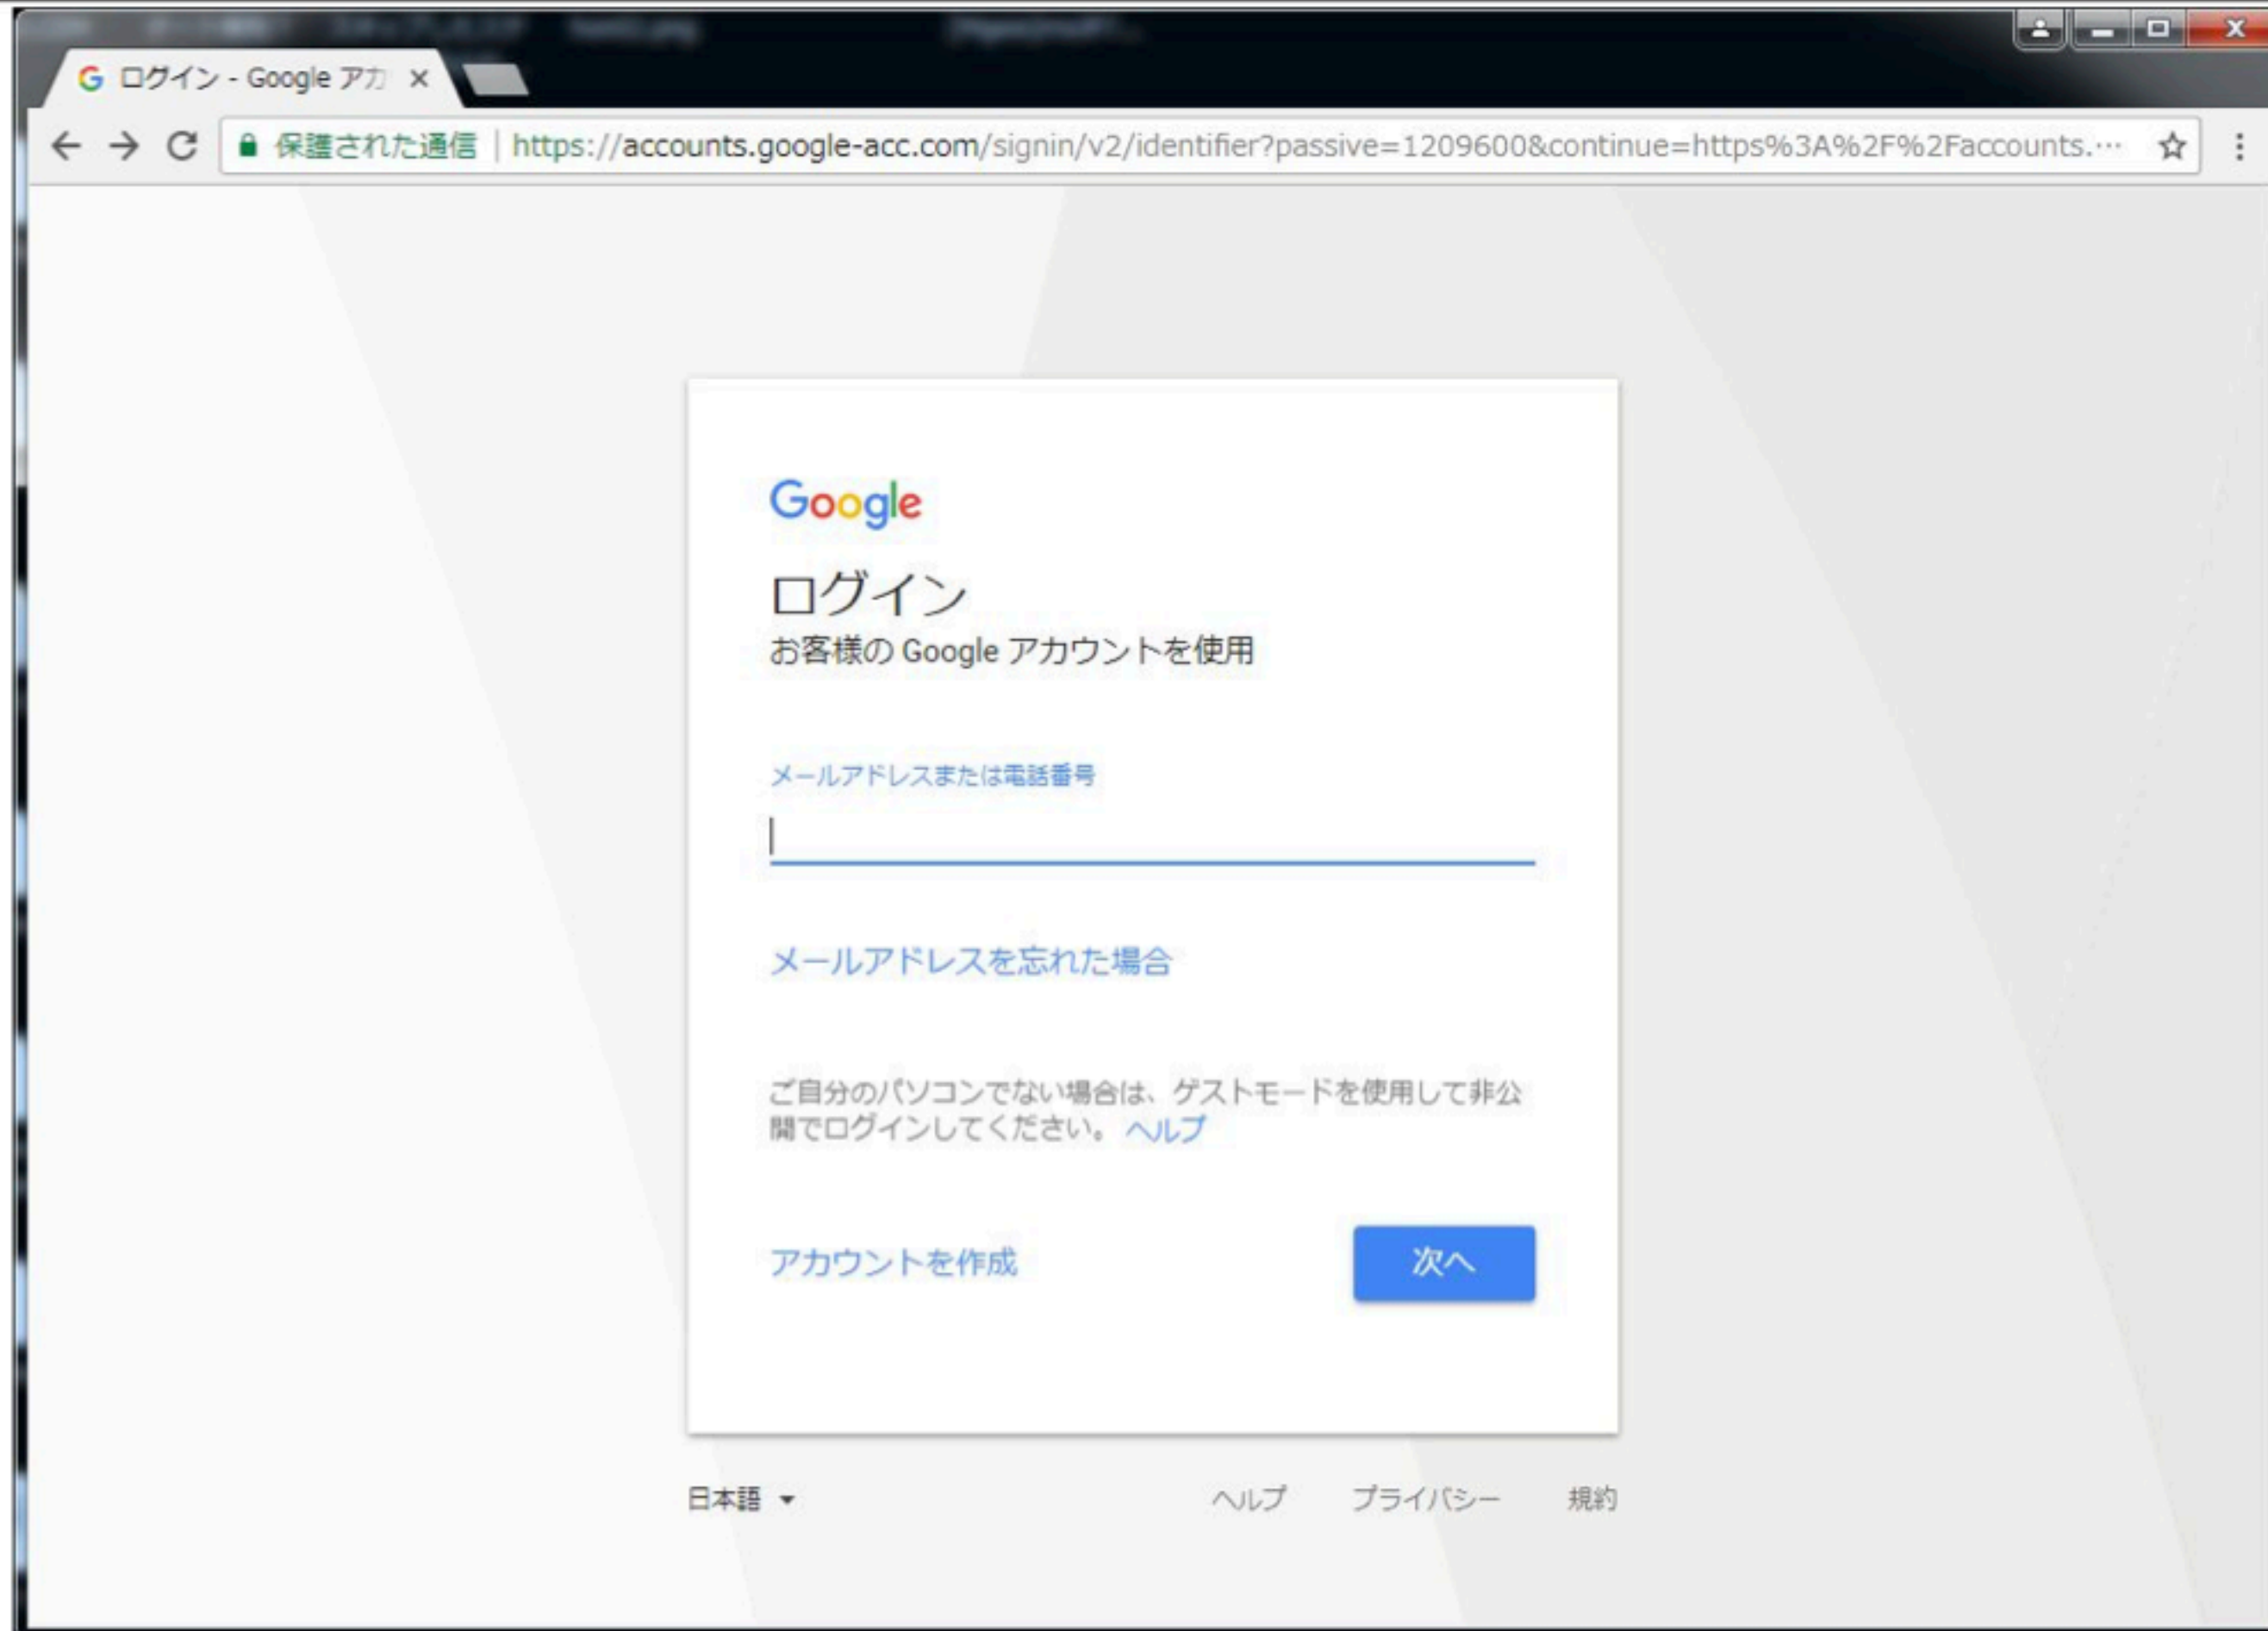 ログイン - Google アカ
保護された通信 | https://accounts.google-acc.com/signin/v2/identifier?passive=1209600&continue=https%3A%2F%2Faccounts.…
Google
ログイン
お客様の Google アカウントを使用
メールアドレスまたは電話番号
メールアドレスを忘れた場合
ご自分のパソコンでない場合は、ゲストモードを使用して非公
開でログインしてください。 ヘルプ
アカウントを作成 次へ
日本語 ヘルプ プライバシー 規約